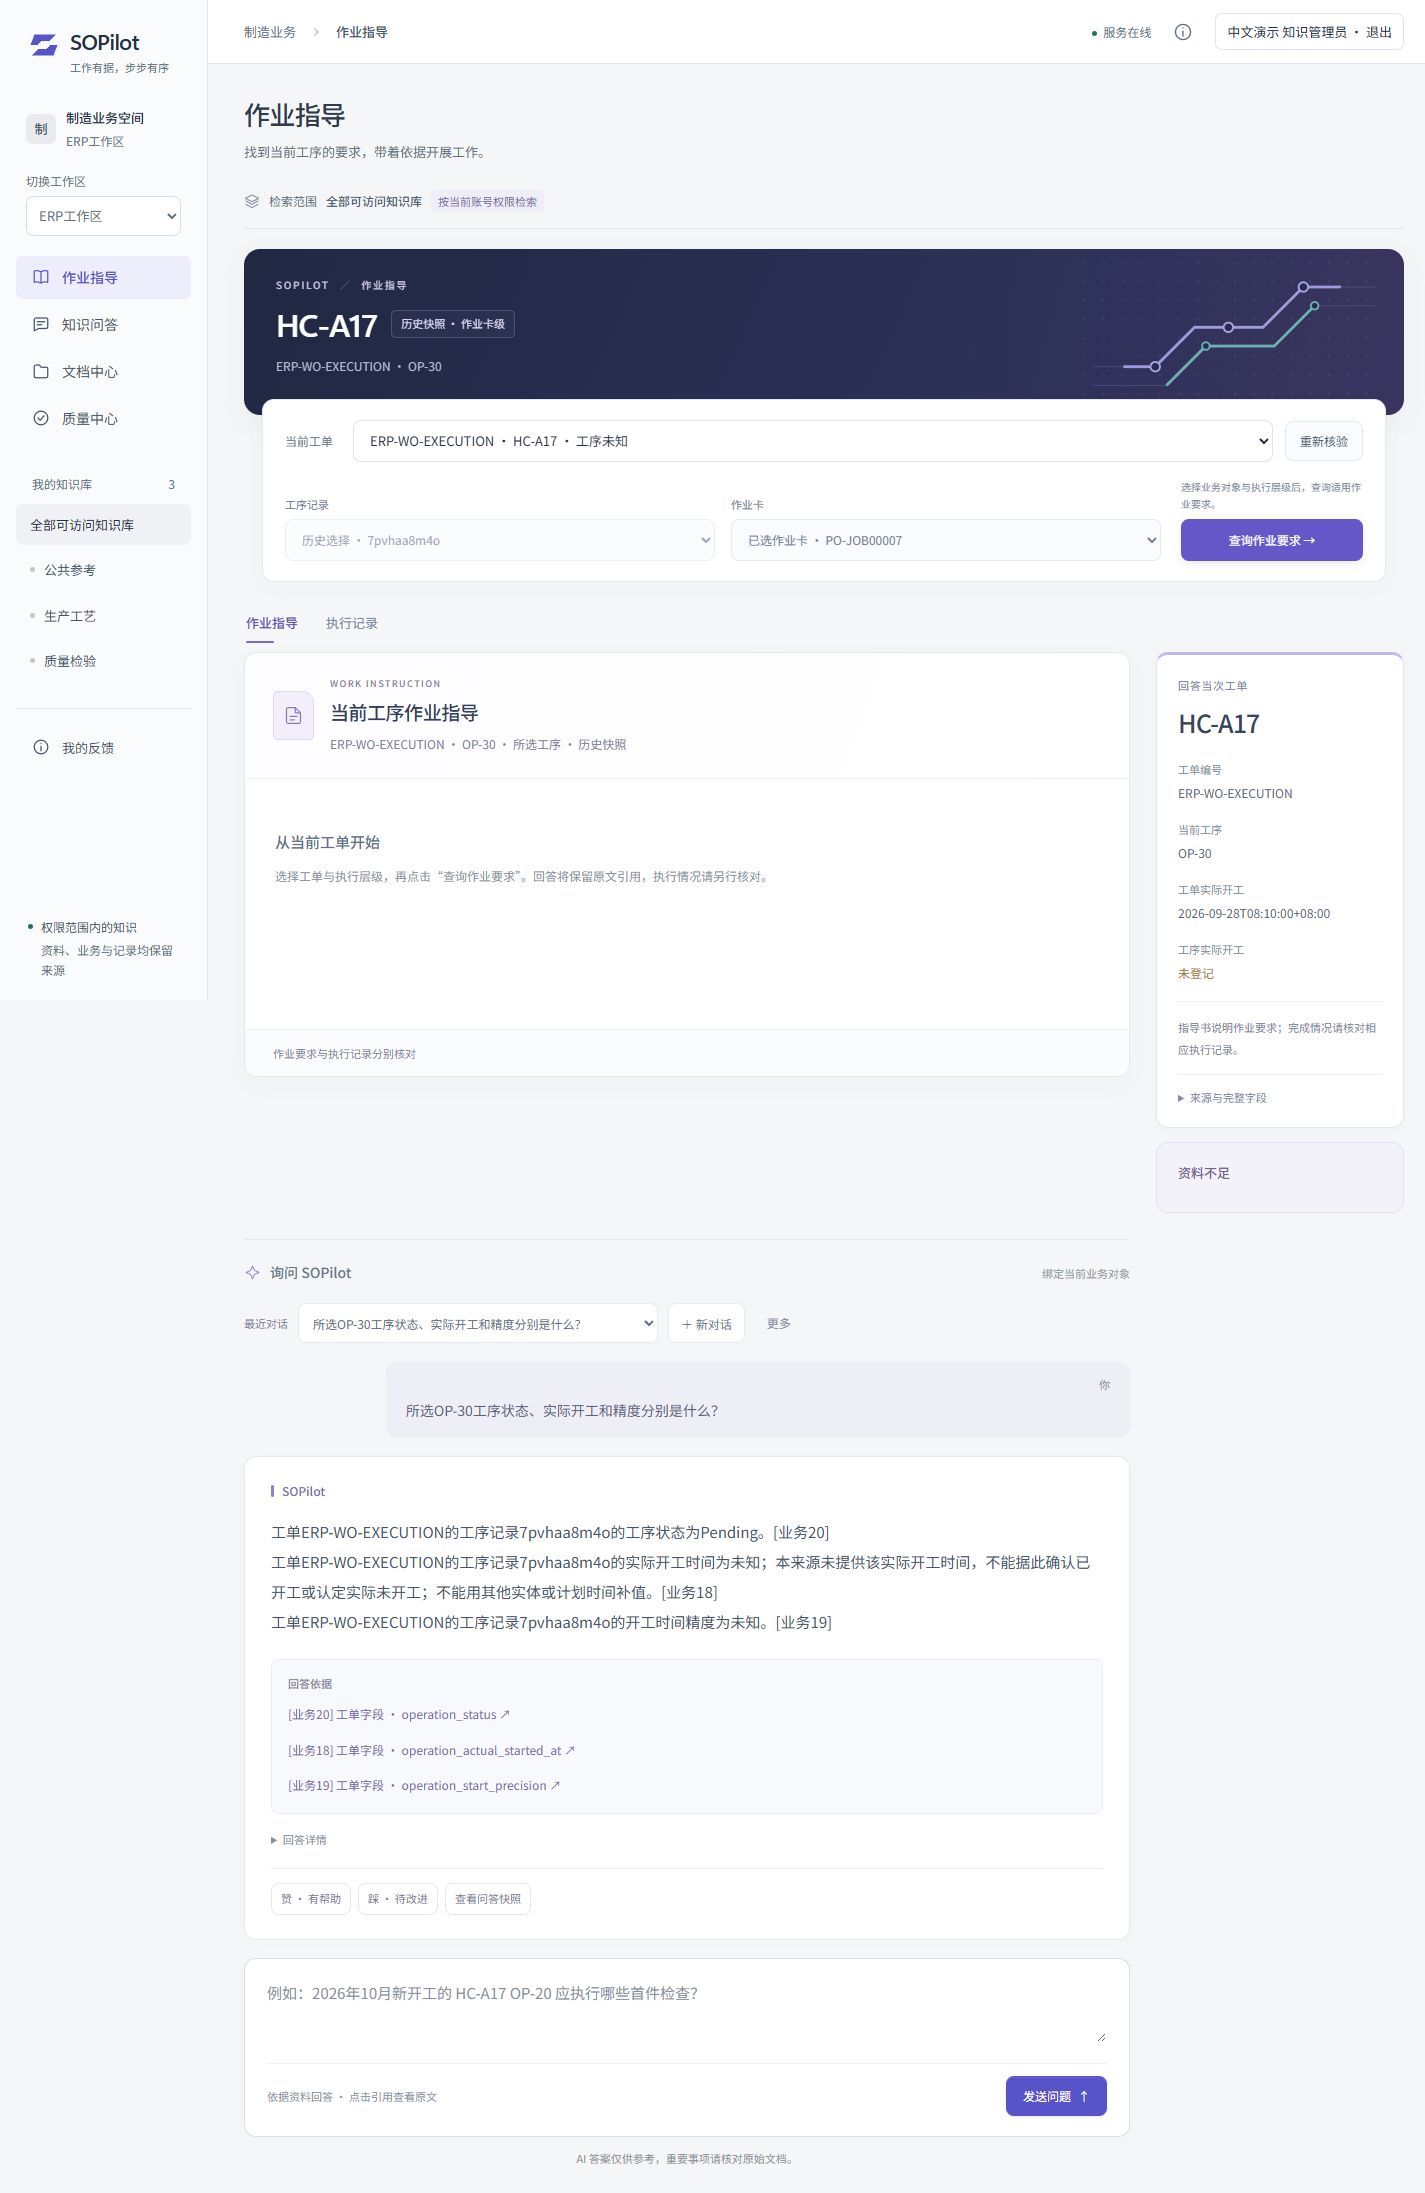 SOPilot
工作有据，步步有序
制
制造业务空间
ERP工作区
切换工作区
ERP工作区
作业指导
知识问答
文档中心
质量中心
我的知识库 3
全部可访问知识库
公共参考
生产工艺
质量检验
我的反馈
权限范围内的知识
资料、业务与记录均保留
来源
制造业务 > 作业指导
服务在线
中文演示 知识管理员 · 退出
作业指导
找到当前工序的要求，带着依据开展工作。
检索范围 全部可访问知识库 按当前账号权限检索
SOPILOT / 作业指导
HC-A17 历史快照 · 作业卡级
ERP-WO-EXECUTION · OP-30
当前工单 ERP-WO-EXECUTION · HC-A17 · 工序未知 重新核验
工序记录
历史选择 · 7pvhaa8m4o
作业卡
已选作业卡 · PO-JOB00007
选择业务对象与执行层级后，查询适用作
业要求。
查询作业要求 →
作业指导 执行记录
WORK INSTRUCTION
当前工序作业指导
ERP-WO-EXECUTION · OP-30 · 所选工序 · 历史快照
从当前工单开始
选择工单与执行层级，再点击“查询作业要求”。回答将保留原文引用，执行情况请另行核对。
作业要求与执行记录分别核对
回答当次工单
HC-A17
工单编号
ERP-WO-EXECUTION
当前工序
OP-30
工单实际开工
2026-09-28T08:10:00+08:00
工序实际开工
未登记
指导书说明作业要求；完成情况请核对相
应执行记录。
▶ 来源与完整字段
资料不足
询问 SOPilot 绑定当前业务对象
最近对话 所选OP-30工序状态、实际开工和精度分别是什么？ + 新对话 更多
你
所选OP-30工序状态、实际开工和精度分别是什么？
SOPilot
工单ERP-WO-EXECUTION的工序记录7pvhaa8m4o的工序状态为Pending。[业务20]
工单ERP-WO-EXECUTION的工序记录7pvhaa8m4o的实际开工时间为未知；本来源未提供该实际开工时间，不能据此确认已
开工或认定实际未开工；不能用其他实体或计划时间补值。[业务18]
工单ERP-WO-EXECUTION的工序记录7pvhaa8m4o的开工时间精度为未知。[业务19]
回答依据
[业务20] 工单字段 · operation_status ↗
[业务18] 工单字段 · operation_actual_started_at ↗
[业务19] 工单字段 · operation_start_precision ↗
▶ 回答详情
赞 · 有帮助 踩 · 待改进 查看问答快照
例如：2026年10月新开工的 HC-A17 OP-20 应执行哪些首件检查？
依据资料回答 · 点击引用查看原文 发送问题 ↑
AI 答案仅供参考，重要事项请核对原始文档。